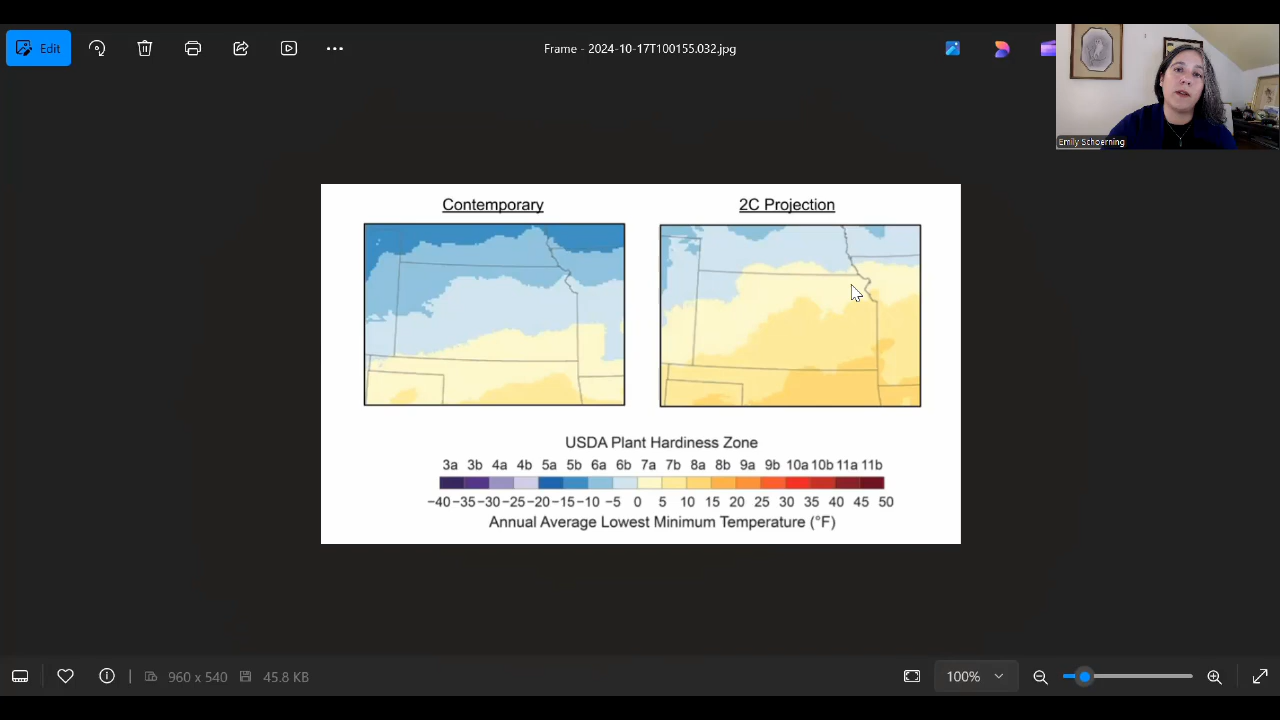 Edit
Frame - 2024-10-17T100155.032.jpg
Emily Schoerning
Contemporary
2C Projection
USDA Plant Hardiness Zone
3a 3b 4a 4b 5a 5b 6a 6b 7a 7b 8a 8b 9a 9b 10a 10b 11a 11b
−40 −35 −30 −25 −20 −15 −10 −5 0 5 10 15 20 25 30 35 40 45 50
Annual Average Lowest Minimum Temperature (°F)
960 x 540 45.8 KB
100%